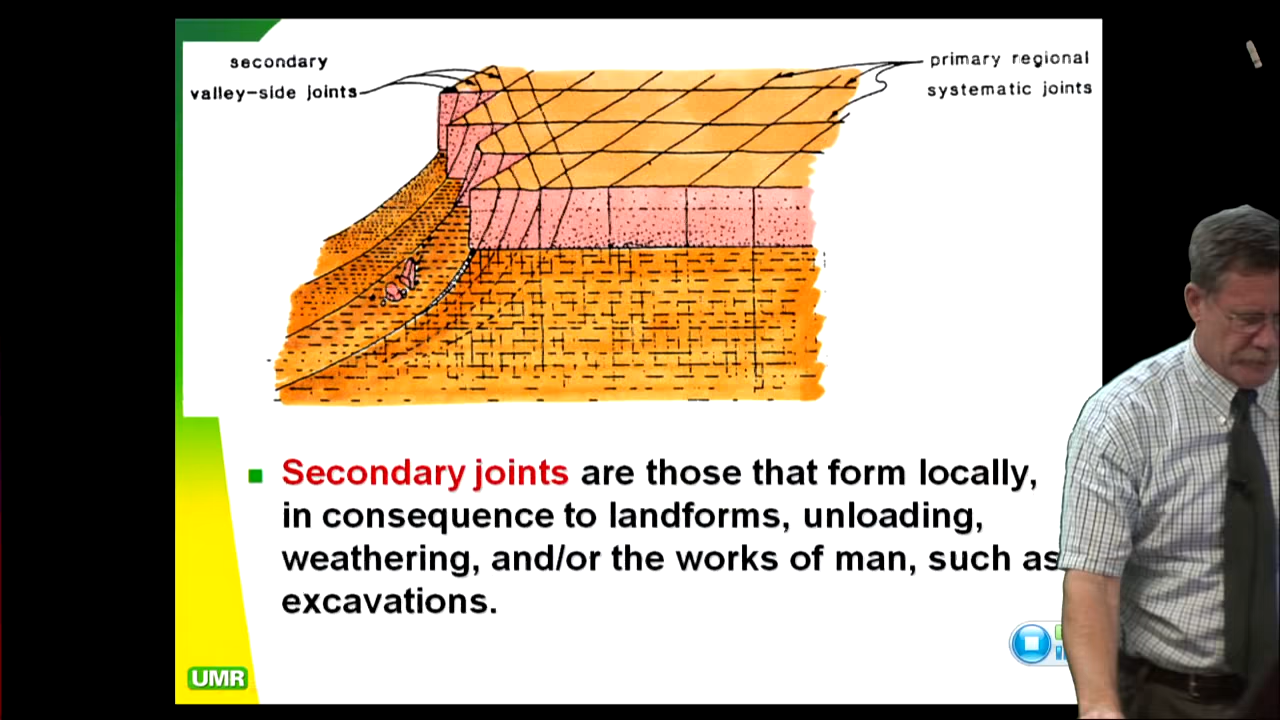 secondary
valley-side joints
primary regional
systematic joints
Secondary joints are those that form locally,
in consequence to landforms, unloading,
weathering, and/or the works of man, such as
excavations.
UMR